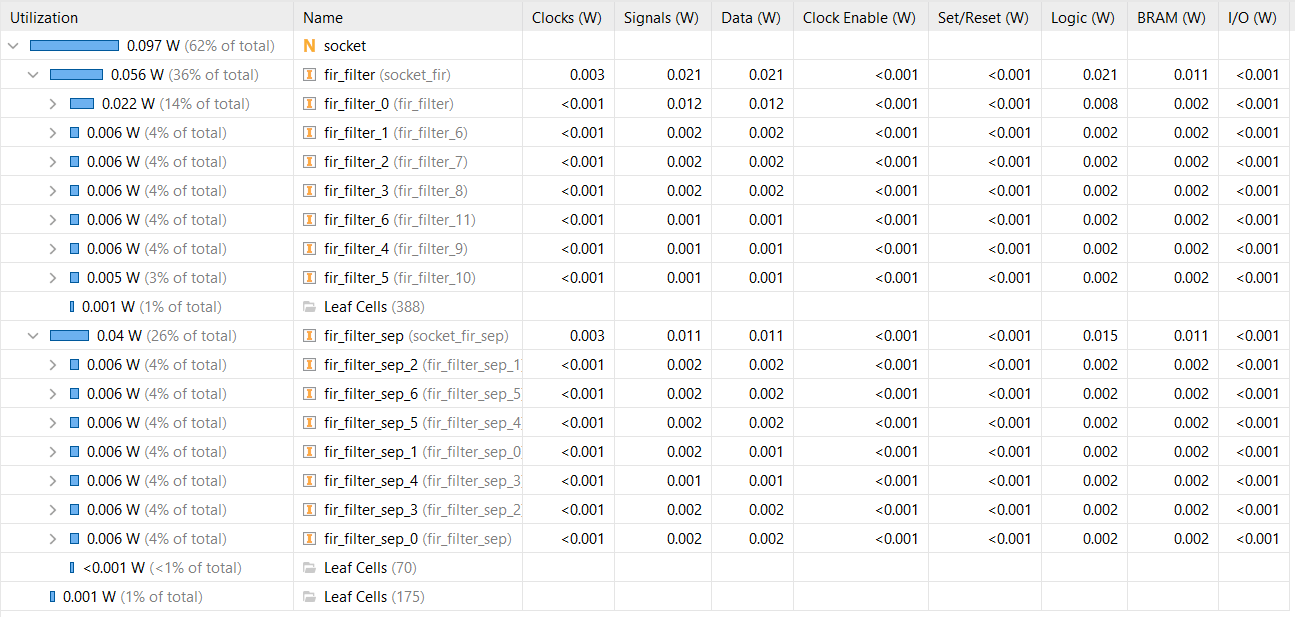 Utilization Name Clocks (W) Signals (W) Data (W) Clock Enable (W) Set/Reset (W) Logic (W) BRAM (W) I/O (W)
0.097 W (62% of total) N socket
0.056 W (36% of total) I fir_filter (socket_fir) 0.003 0.021 0.021 <0.001 <0.001 0.021 0.011 <0.001
0.022 W (14% of total) I fir_filter_0 (fir_filter) <0.001 0.012 0.012 <0.001 <0.001 0.008 0.002 <0.001
0.006 W (4% of total) I fir_filter_1 (fir_filter_6) <0.001 0.002 0.002 <0.001 <0.001 0.002 0.002 <0.001
0.006 W (4% of total) I fir_filter_2 (fir_filter_7) <0.001 0.002 0.002 <0.001 <0.001 0.002 0.002 <0.001
0.006 W (4% of total) I fir_filter_3 (fir_filter_8) <0.001 0.002 0.002 <0.001 <0.001 0.002 0.002 <0.001
0.006 W (4% of total) I fir_filter_6 (fir_filter_11) <0.001 0.001 0.001 <0.001 <0.001 0.002 0.002 <0.001
0.006 W (4% of total) I fir_filter_4 (fir_filter_9) <0.001 0.001 0.001 <0.001 <0.001 0.002 0.002 <0.001
0.005 W (3% of total) I fir_filter_5 (fir_filter_10) <0.001 0.001 0.001 <0.001 <0.001 0.002 0.002 <0.001
0.001 W (1% of total) Leaf Cells (388)
0.04 W (26% of total) I fir_filter_sep (socket_fir_sep) 0.003 0.011 0.011 <0.001 <0.001 0.015 0.011 <0.001
0.006 W (4% of total) I fir_filter_sep_2 (fir_filter_sep_1 <0.001 0.002 0.002 <0.001 <0.001 0.002 0.002 <0.001
0.006 W (4% of total) I fir_filter_sep_6 (fir_filter_sep_5 <0.001 0.002 0.002 <0.001 <0.001 0.002 0.002 <0.001
0.006 W (4% of total) I fir_filter_sep_5 (fir_filter_sep_4 <0.001 0.002 0.002 <0.001 <0.001 0.002 0.002 <0.001
0.006 W (4% of total) I fir_filter_sep_1 (fir_filter_sep_0 <0.001 0.002 0.001 <0.001 <0.001 0.002 0.002 <0.001
0.006 W (4% of total) I fir_filter_sep_4 (fir_filter_sep_3 <0.001 0.001 0.001 <0.001 <0.001 0.002 0.002 <0.001
0.006 W (4% of total) I fir_filter_sep_3 (fir_filter_sep_2 <0.001 0.002 0.002 <0.001 <0.001 0.002 0.002 <0.001
0.006 W (4% of total) I fir_filter_sep_0 (fir_filter_sep) <0.001 0.002 0.002 <0.001 <0.001 0.002 0.002 <0.001
<0.001 W (<1% of total) Leaf Cells (70)
0.001 W (1% of total) Leaf Cells (175)